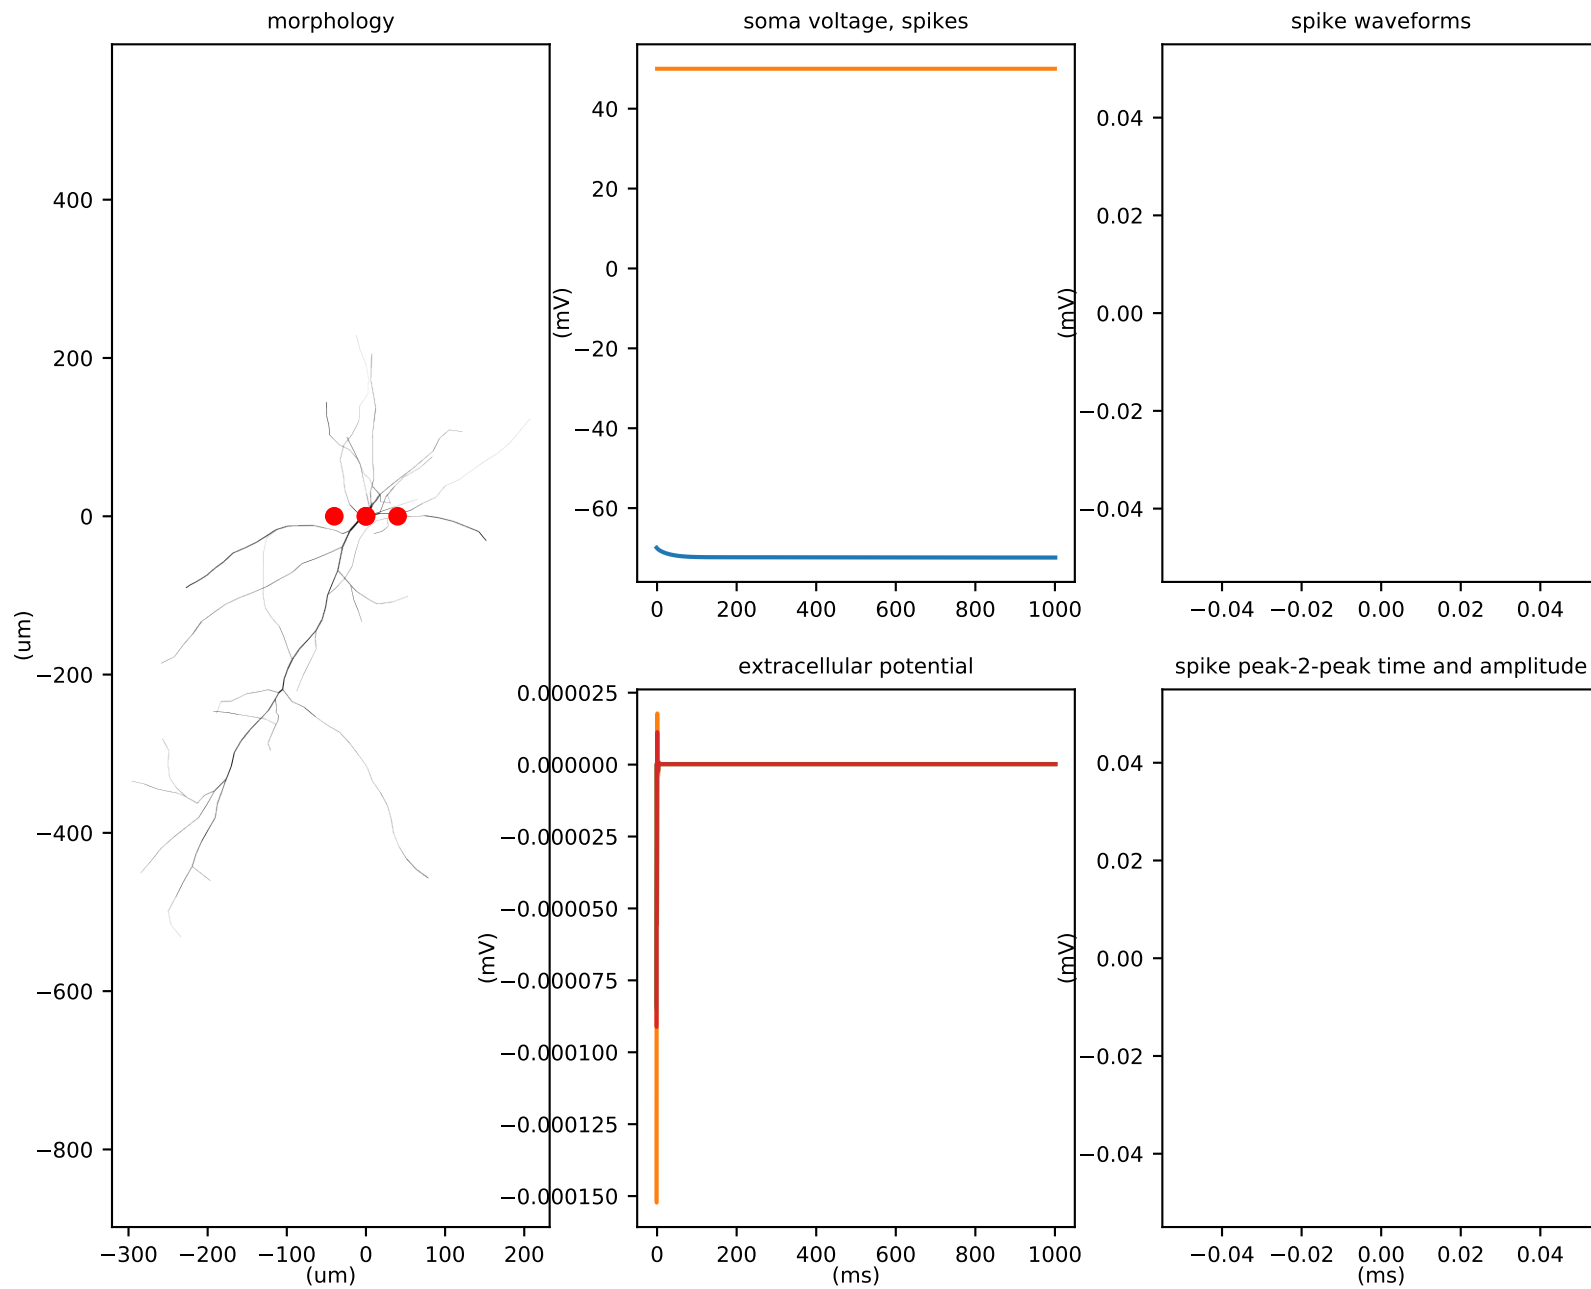 morphology
400
200
0
−200
−400
−600
−800
(um)
−300 −200 −100 0 100 200
(um)
soma voltage, spikes
40
20
0
−20
−40
−60
(mV)
0 200 400 600 800 1000
spike waveforms
0.04
0.02
0.00
−0.02
−0.04
(mV)
−0.04 −0.02 0.00 0.02 0.04
extracellular potential
0.000025
0.000000
−0.000025
−0.000050
−0.000075
−0.000100
−0.000125
−0.000150
(mV)
0 200 400 600 800 1000
(ms)
spike peak-2-peak time and amplitude
0.04
0.02
0.00
−0.02
−0.04
(mV)
−0.04 −0.02 0.00 0.02 0.04
(ms)